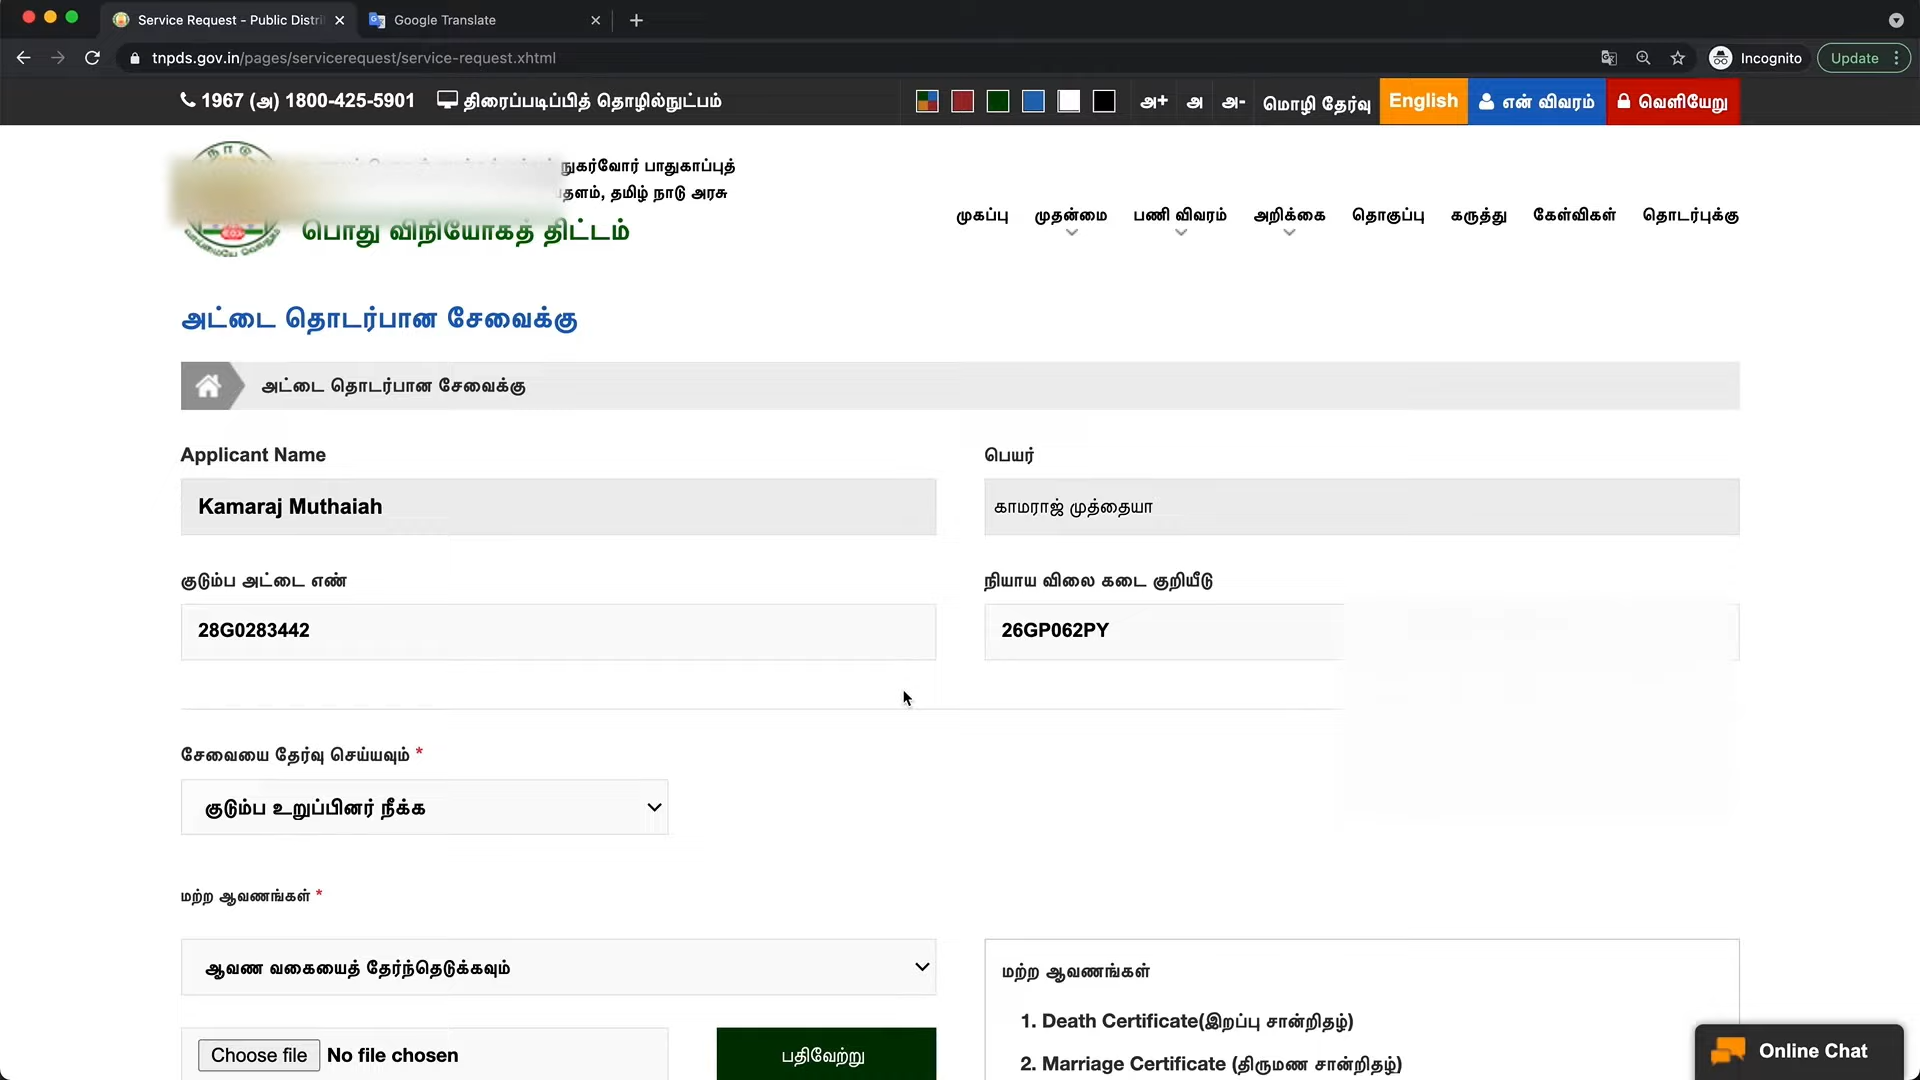 Service Request - Public Distri
Google Translate
tnpds.gov.in/pages/servicerequest/service-request.xhtml
Incognito
Update
1967 (அ) 1800-425-5901
திரைப்படிப்பித் தொழில்நுட்பம்
அ+ அ அ-
மொழி தேர்வு
English
என் விவரம்
வெளியேறு
நுகர்வோர் பாதுகாப்புத்
தமிழ் நாடு அரசு
பொது விநியோகத் திட்டம்
முகப்பு முதன்மை பணி விவரம் அறிக்கை தொகுப்பு கருத்து கேள்விகள் தொடர்புக்கு
அட்டை தொடர்பான சேவைக்கு
அட்டை தொடர்பான சேவைக்கு
Applicant Name
பெயர்
Kamaraj Muthaiah
காமராஜ் முத்தையா
குடும்ப அட்டை எண்
நியாய விலை கடை குறியீடு
28G0283442
26GP062PY
சேவையை தேர்வு செய்யவும் *
குடும்ப உறுப்பினர் நீக்க
மற்ற ஆவணங்கள் *
ஆவண வகையைத் தேர்ந்தெடுக்கவும்
மற்ற ஆவணங்கள்
1. Death Certificate(இறப்பு சான்றிதழ்)
2. Marriage Certificate (திருமண சான்றிதழ்)
Choose file No file chosen
பதிவேற்று
Online Chat